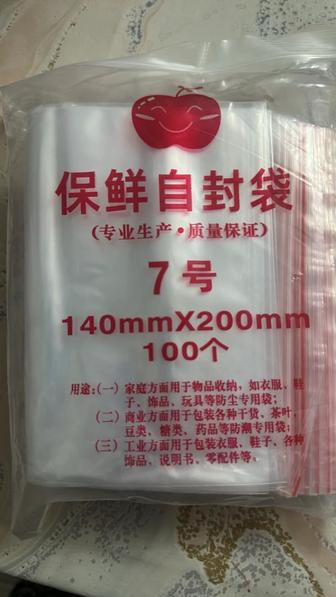 保鲜自封袋
(专业生产·质量保证)
7号
140mmX200mm
100个
用途:(一) 家庭方面用于物品收纳，如衣服、鞋
子、饰品、玩具等防尘专用袋；
(二) 商业方面用于包装各种干货、茶叶、
豆类、糖类、药品等防潮专用袋；
(三) 工业方面用于包装衣服、鞋子、各种
饰品、说明书、零配件等。